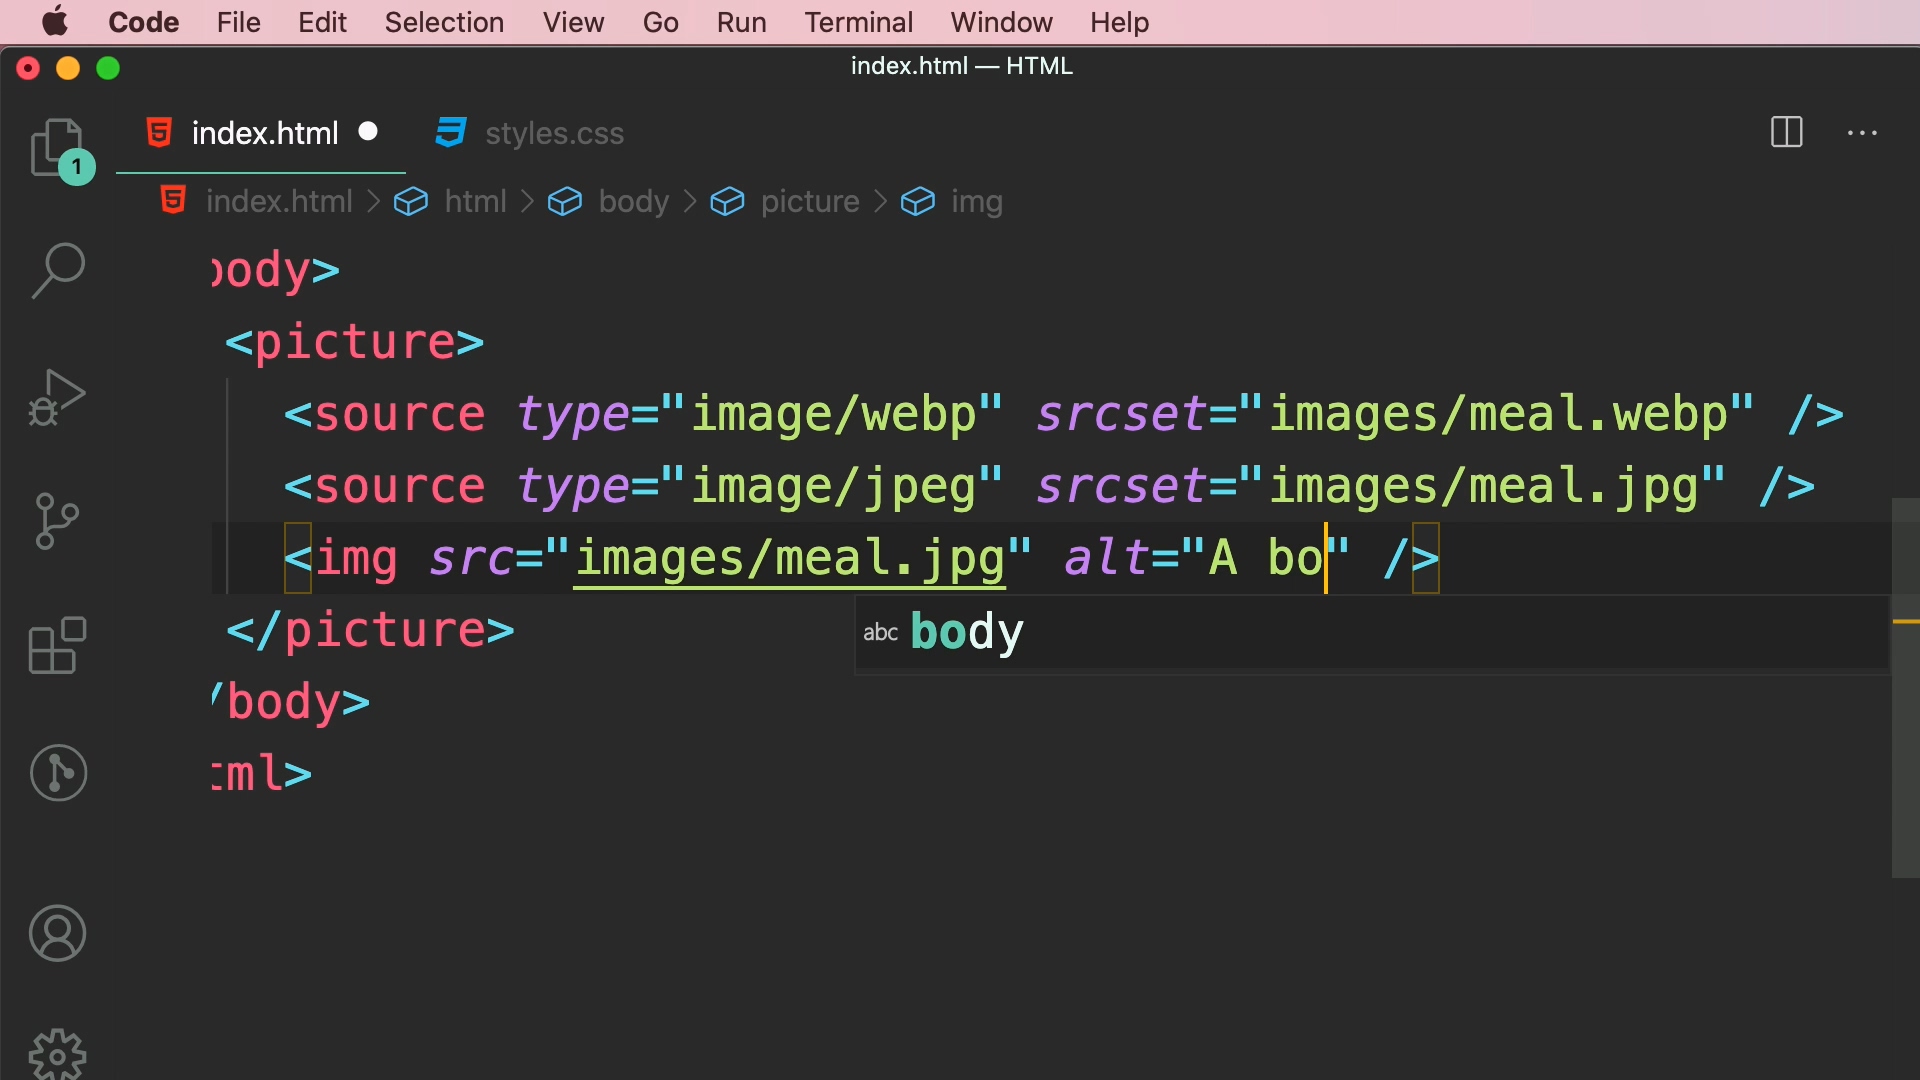 Code File Edit Selection View Go Run Terminal Window Help
index.html — HTML
1
index.html styles.css
index.html > html > body > picture > img
body>
<picture>
<source type="image/webp" srcset="images/meal.webp" />
<source type="image/jpeg" srcset="images/meal.jpg" />
<img src="images/meal.jpg" alt="A bo" />
abc body
</picture>
/body>
tml>